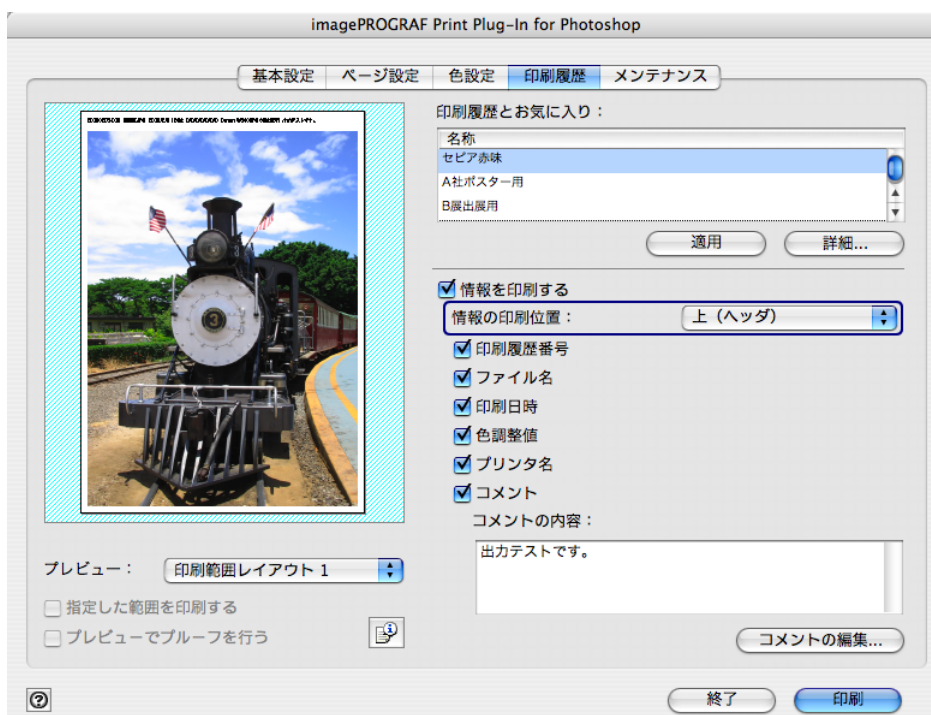 imagePROGRAF Print Plug-In for Photoshop
基本設定 ページ設定 色設定 印刷履歴 メンテナンス
印刷履歴とお気に入り：
名称
セピア赤味
A社ポスター用
B展出展用
適用 詳細...
情報を印刷する
情報の印刷位置： 上（ヘッダ）
印刷履歴番号
ファイル名
印刷日時
色調整値
プリンタ名
コメント
コメントの内容：
出力テストです。
プレビュー： 印刷範囲レイアウト 1
指定した範囲を印刷する
プレビューでプルーフを行う
コメントの編集...
終了 印刷
3